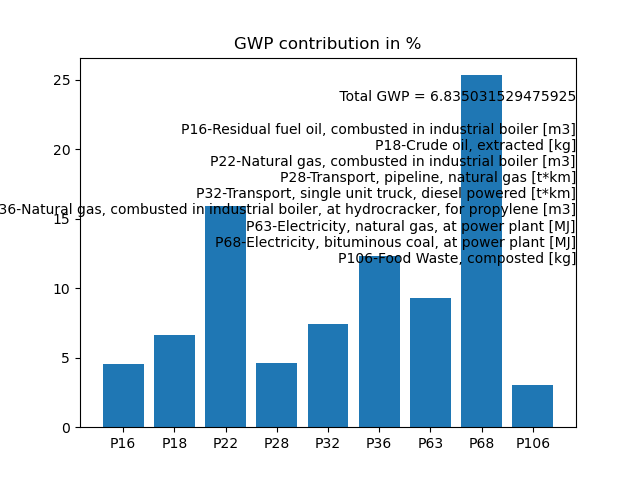 GWP contribution in %
25
20
15
10
5
0
Total GWP = 6.835031529475925
P16-Residual fuel oil, combusted in industrial boiler [m3]
P18-Crude oil, extracted [kg]
P22-Natural gas, combusted in industrial boiler [m3]
P28-Transport, pipeline, natural gas [t*km]
P32-Transport, single unit truck, diesel powered [t*km]
36-Natural gas, combusted in industrial boiler, at hydrocracker, for propylene [m3]
P63-Electricity, natural gas, at power plant [MJ]
P68-Electricity, bituminous coal, at power plant [MJ]
P106-Food Waste, composted [kg]
P16 P18 P22 P28 P32 P36 P63 P68 P106